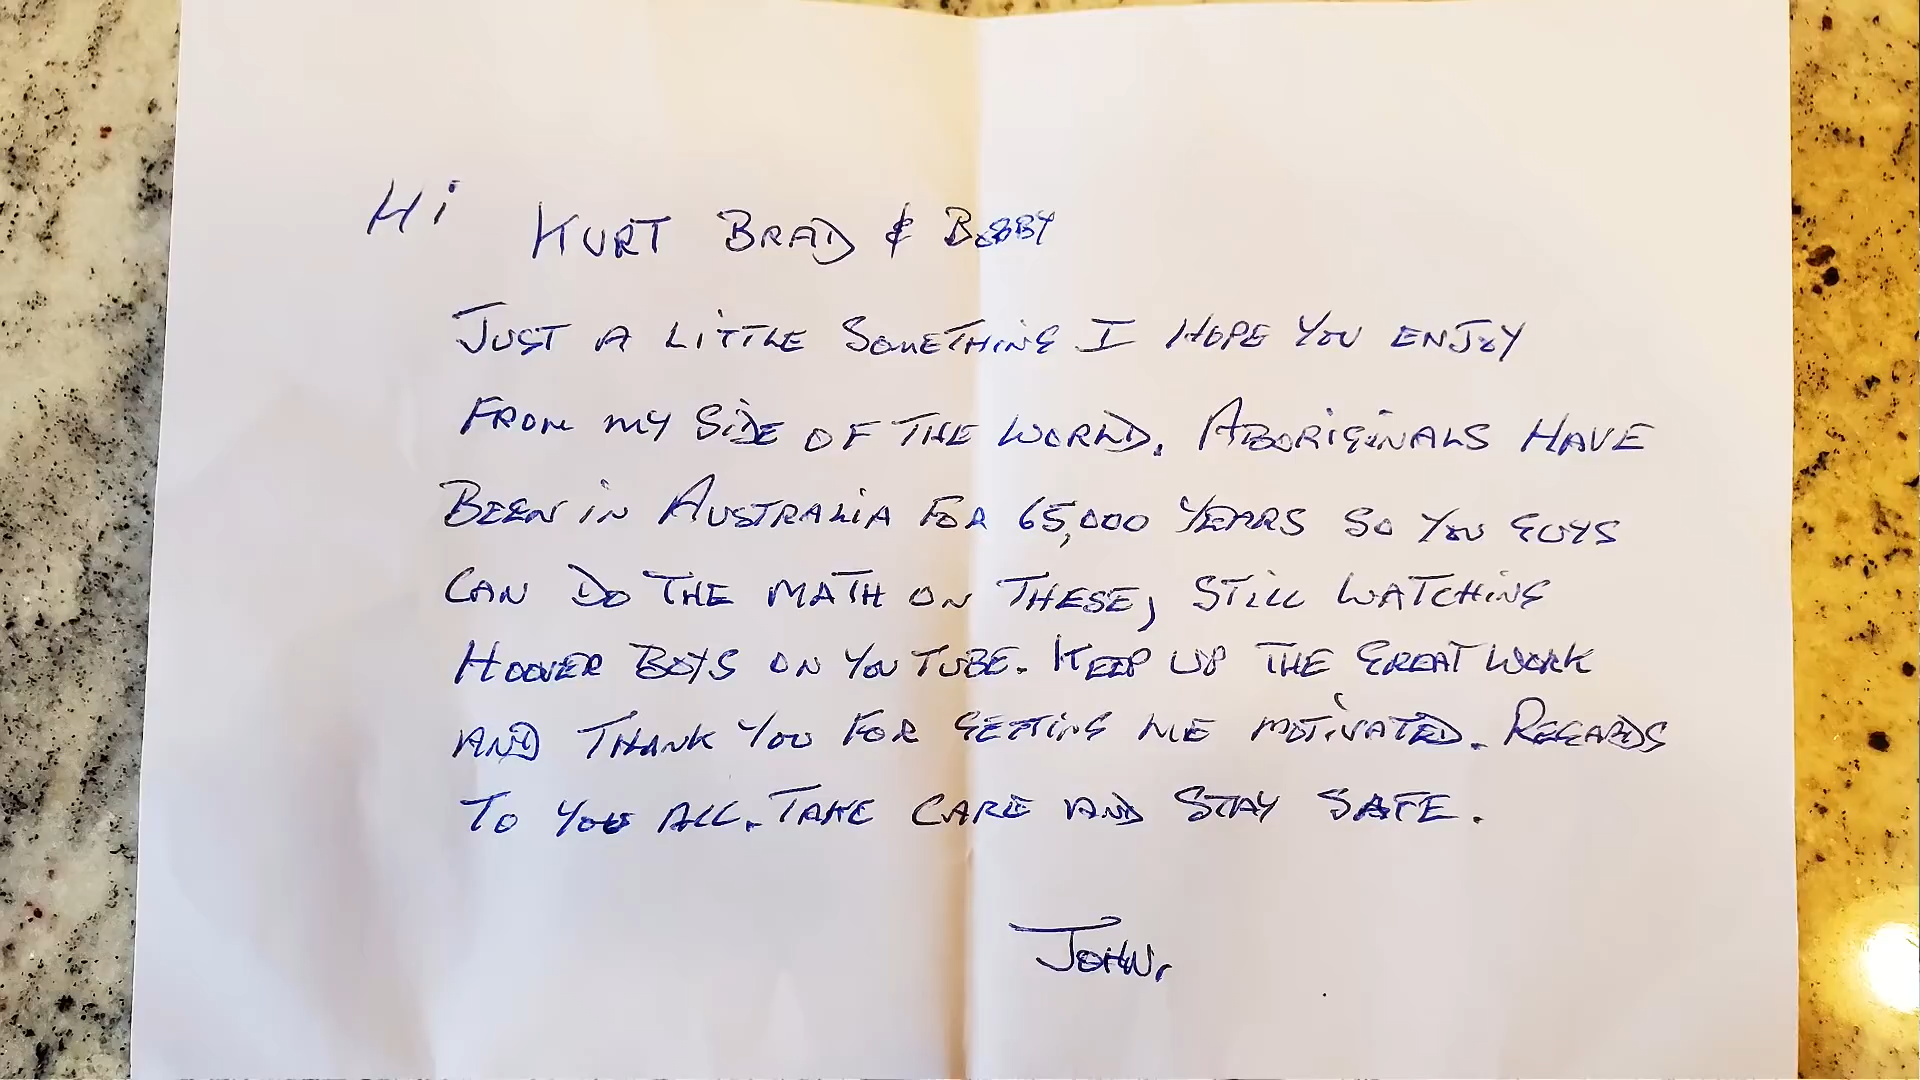 Hi KURT BRAD & BOBBY
JUST A LITTLE SOMETHING I HOPE YOU ENJOY
FROM MY SIDE OF THE WORLD. ABORIGINALS HAVE
BEEN IN AUSTRALIA FOR 65,000 YEARS SO YOU GUYS
CAN DO THE MATH ON THESE, STILL WATCHING
HOOVER BOYS ON YOU TUBE. KEEP UP THE GREAT WORK
AND THANK YOU FOR GETTING ME MOTIVATED. REGARDS
TO YOU ALL. TAKE CARE AND STAY SAFE.
JOHN.